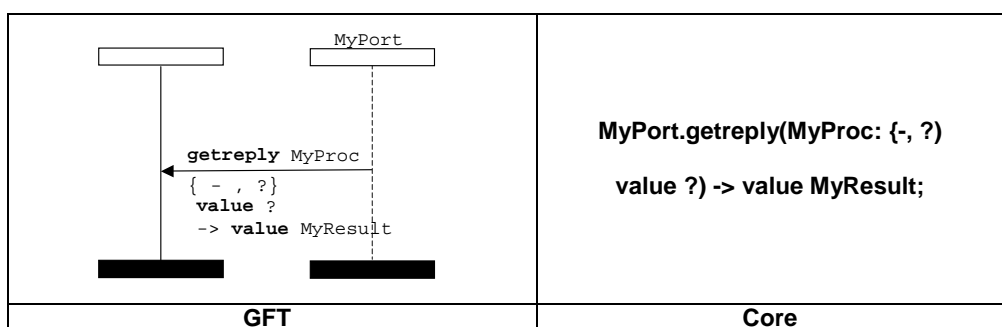 MyPort
getreply MyProc
{ - , ?}
value ?
-> value MyResult
MyPort.getreply(MyProc: {-, ?)
value ?) -> value MyResult;
GFT
Core